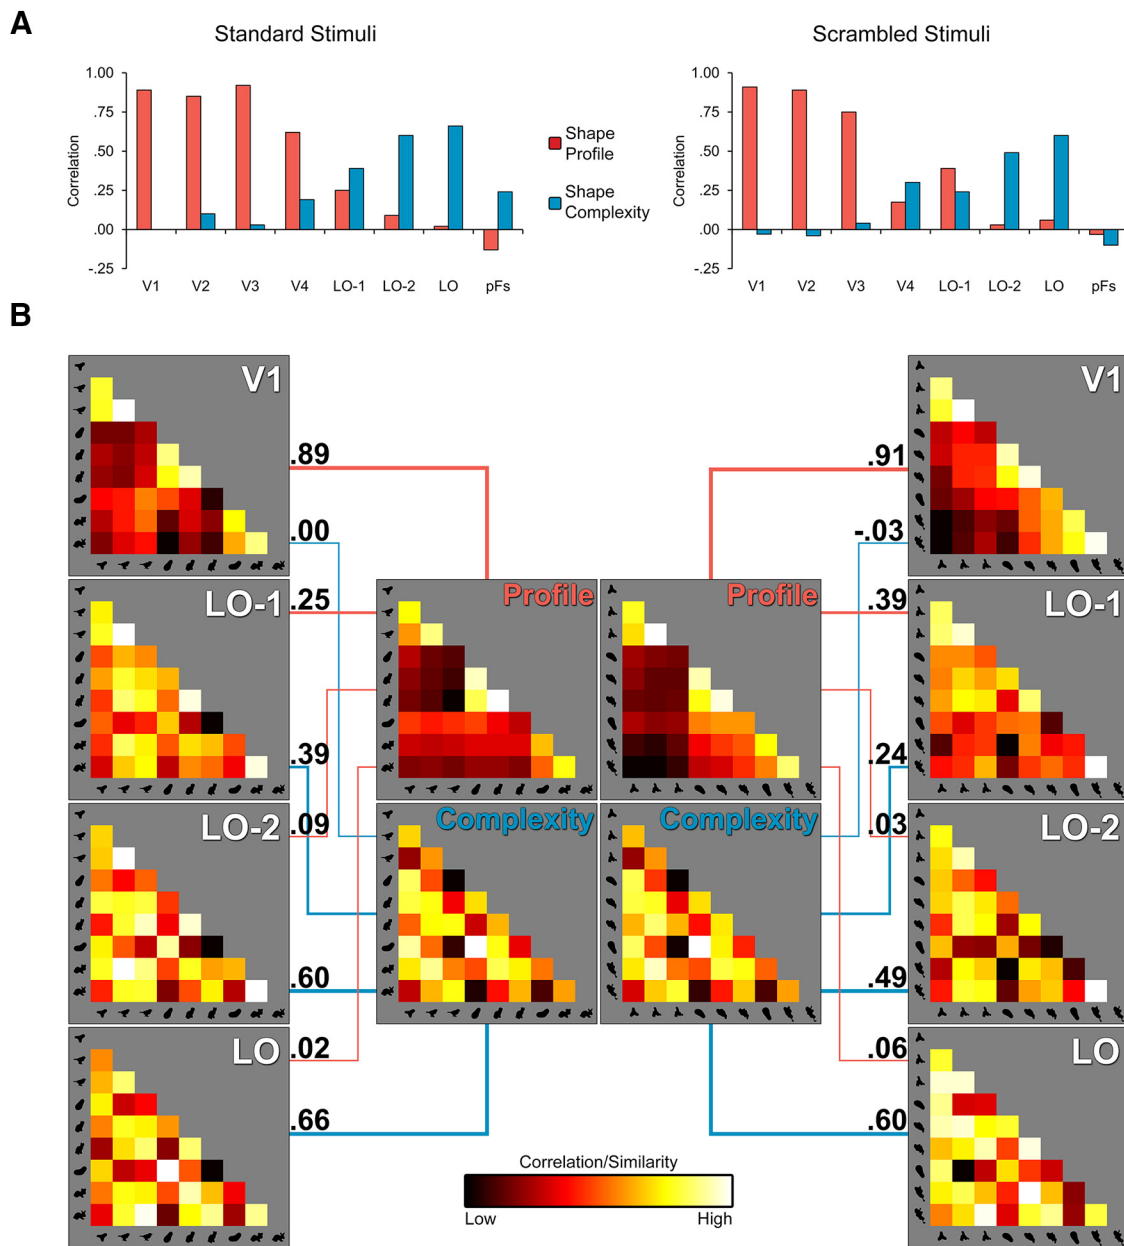 A
Standard Stimuli
Scrambled Stimuli
1.00
.75
.50
.25
.00
-.25
Correlation
V1 V2 V3 V4 LO-1 LO-2 LO pFs
Shape
Profile
Shape
Complexity
1.00
.75
.50
.25
.00
-.25
Correlation
V1 V2 V3 V4 LO-1 LO-2 LO pFs
B
V1
V1
.89
.91
.00
-.03
LO-1
.25
Profile
Profile
.39
LO-1
.39
.24
LO-2
.09
Complexity
Complexity
.03
LO-2
.60
.49
LO
.02
.06
LO
.66
.60
Correlation/Similarity
Low
High